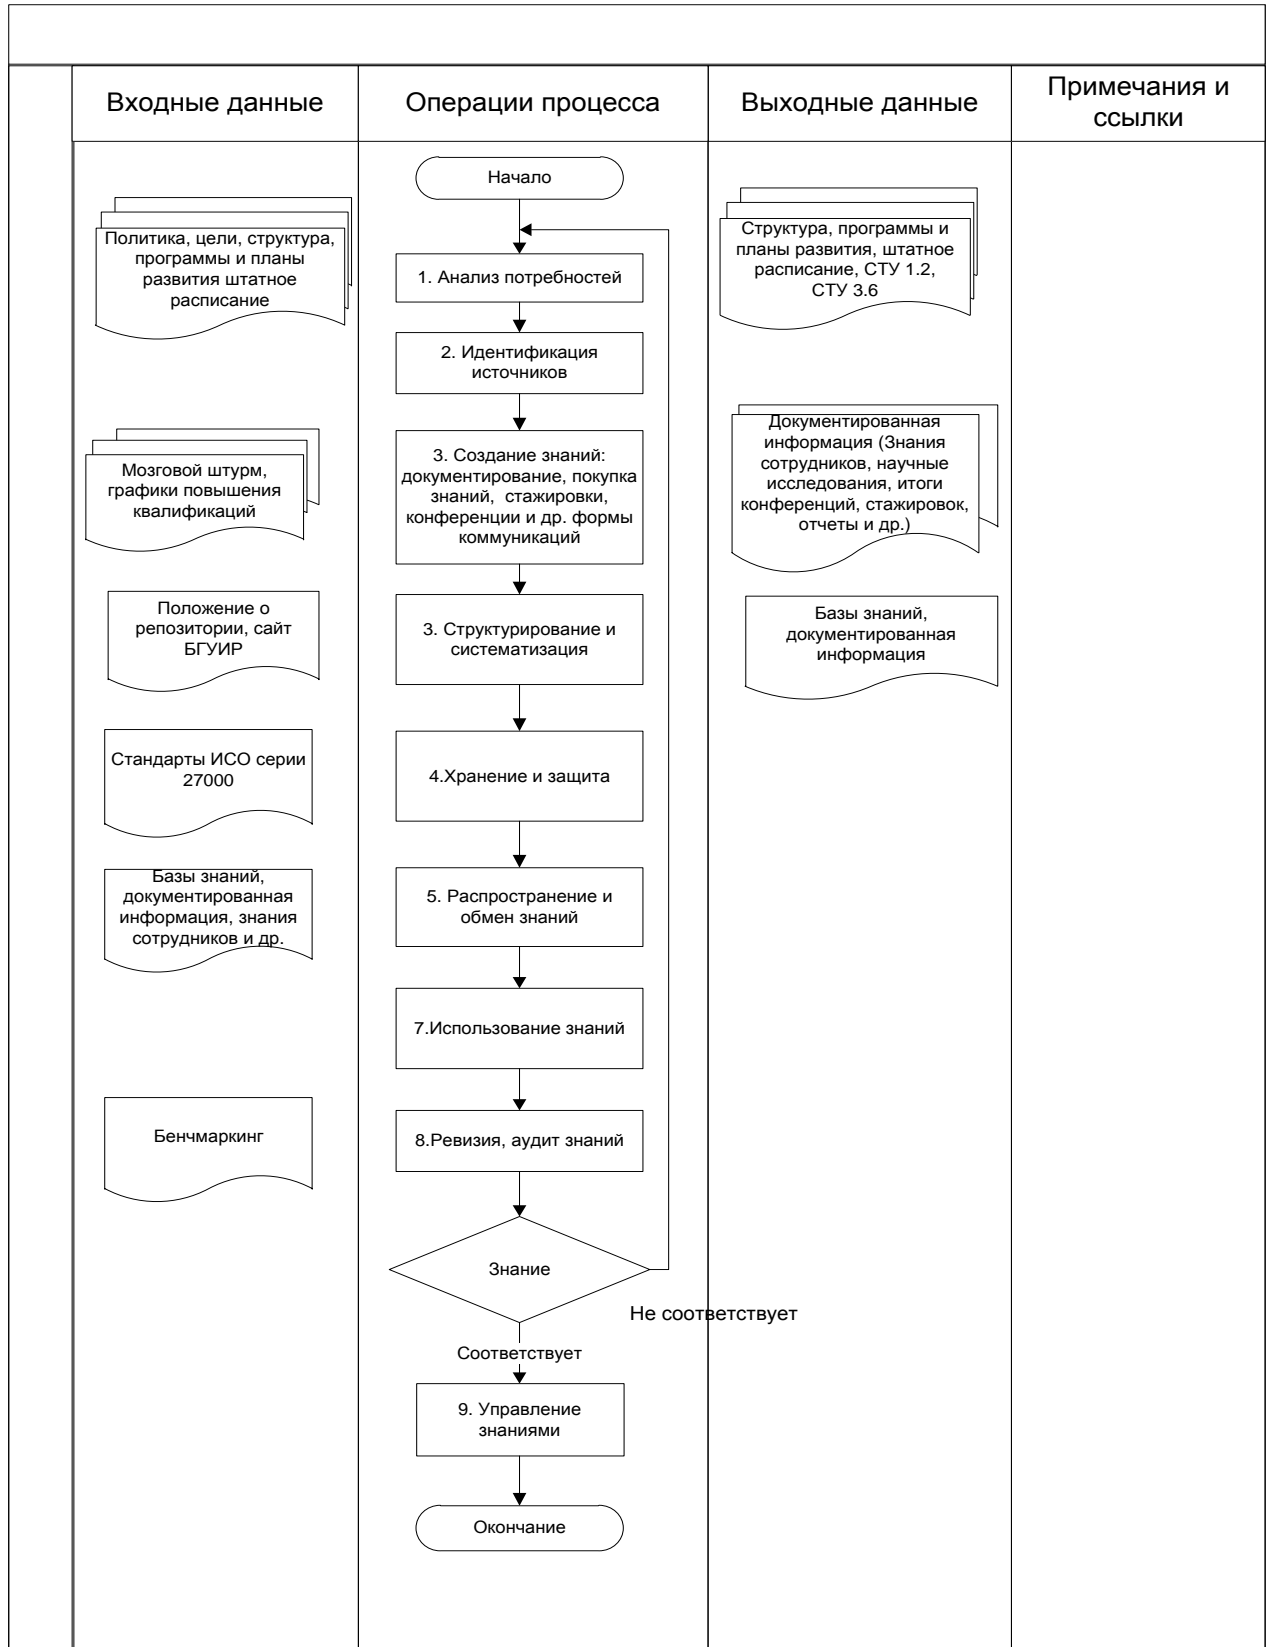 Входные данные
Операции процесса
Выходные данные
Примечания и
ссылки
Начало
Политика, цели, структура,
программы и планы
развития штатное
расписание
Структура, программы и
планы развития, штатное
расписание, СТУ 1.2,
СТУ 3.6
1. Анализ потребностей
2. Идентификация
источников
Мозговой штурм,
графики повышения
квалификаций
3. Создание знаний:
документирование, покупка
знаний, стажировки,
конференции и др. формы
коммуникаций
Документированная
информация (Знания
сотрудников, научные
исследования, итоги
конференций, стажировок,
отчеты и др.)
Положение о
репозитории, сайт
БГУИР
3. Структурирование и
систематизация
Базы знаний,
документированная
информация
Стандарты ИСО серии
27000
4.Хранение и защита
Базы знаний,
документированная
информация, знания
сотрудников и др.
5. Распространение и
обмен знаний
7.Использование знаний
Бенчмаркинг
8.Ревизия, аудит знаний
Знание
Не соответствует
Соответствует
9. Управление
знаниями
Окончание